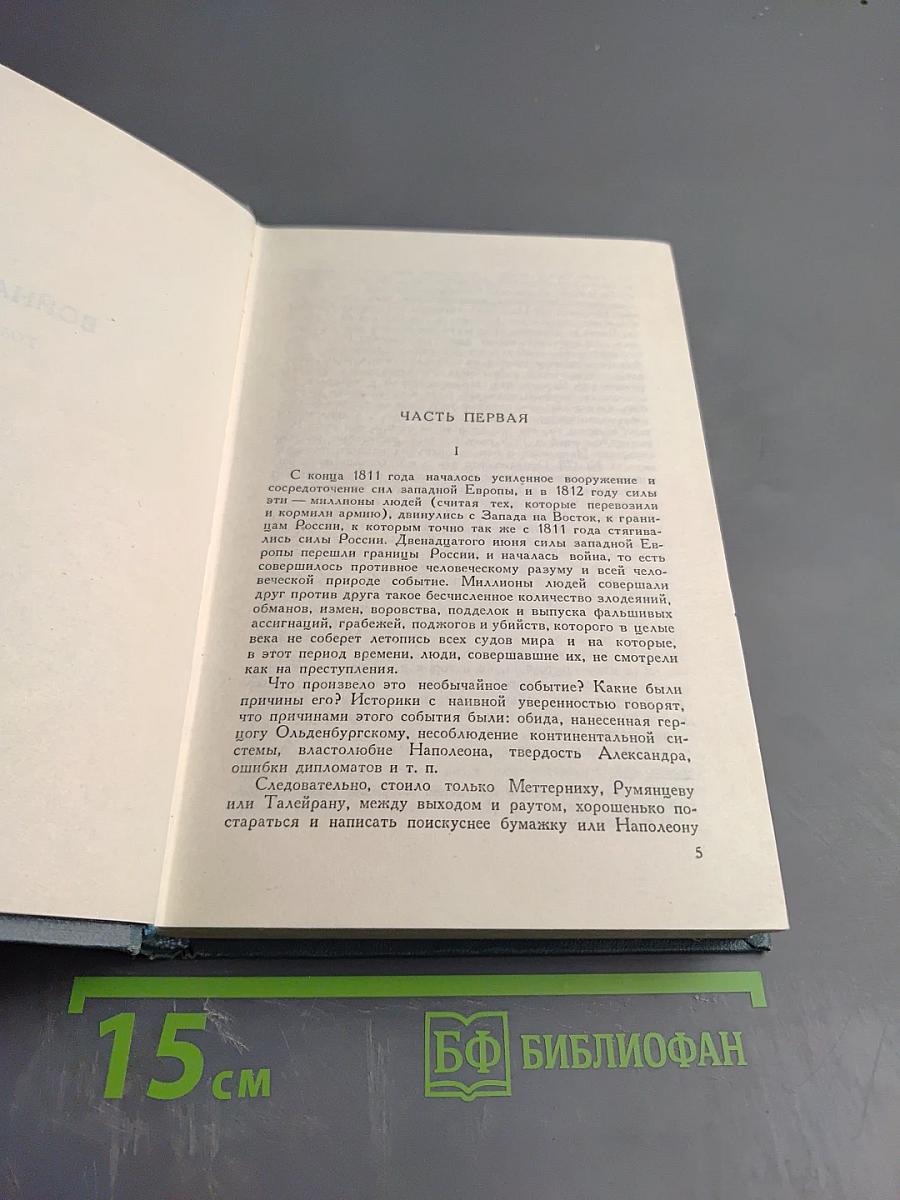 ЧАСТЬ ПЕРВАЯ
I
С конца 1811 года началось усиленное вооружение и
сосредоточение сил западной Европы, и в 1812 году силы
эти — миллионы людей (считая тех, которые перевозили
и кормили армию), двинулись с Запада на Восток, к грани-
цам России, к которым точно так же с 1811 года стягива-
лись силы России. Двенадцатого июня силы западной Ев-
ропы перешли границы России, и началась война, то есть
совершилось противное человеческому разуму и всей чело-
веческой природе событие. Миллионы людей совершали
друг против друга такое бесчисленное количество злодеяний,
обманов, измен, воровства, подделок и выпуска фальшивых
ассигнаций, грабежей, поджогов и убийств, которого в целые
века не соберет летопись всех судов мира и на которые,
в этот период времени, люди, совершавшие их, не смотрели
как на преступления.
Что произвело это необычайное событие? Какие были
причины его? Историки с наивной уверенностью говорят,
что причинами этого события были: обида, нанесенная гер-
цогу Ольденбургскому, несоблюдение континентальной си-
стемы, властолюбие Наполеона, твердость Александра,
ошибки дипломатов и т. п.
Следовательно, стоило только Меттерниху, Румянцеву
или Талейрану, между выходом и раутом, хорошенько по-
стараться и написать поискуснее бумажку или Наполеону
5
15 см
БФ БИБЛИОФАН